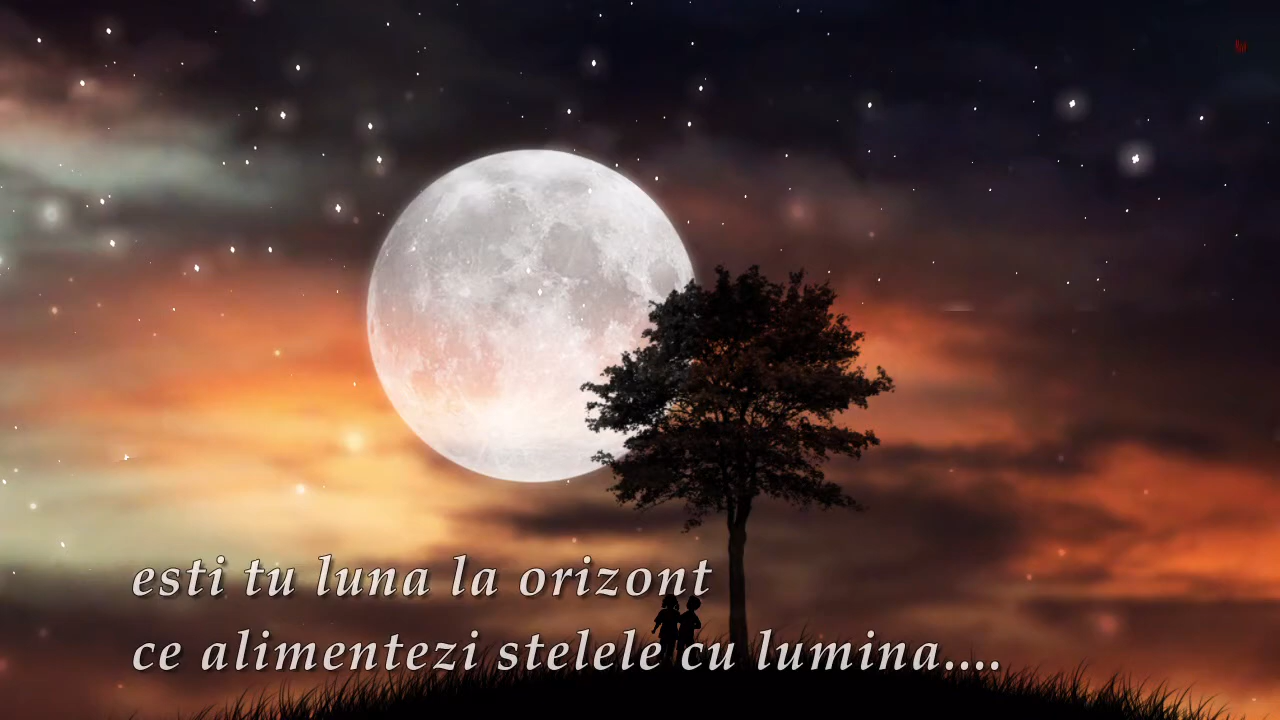 esti tu luna la orizont
ce alimentezi stelele cu lumina....